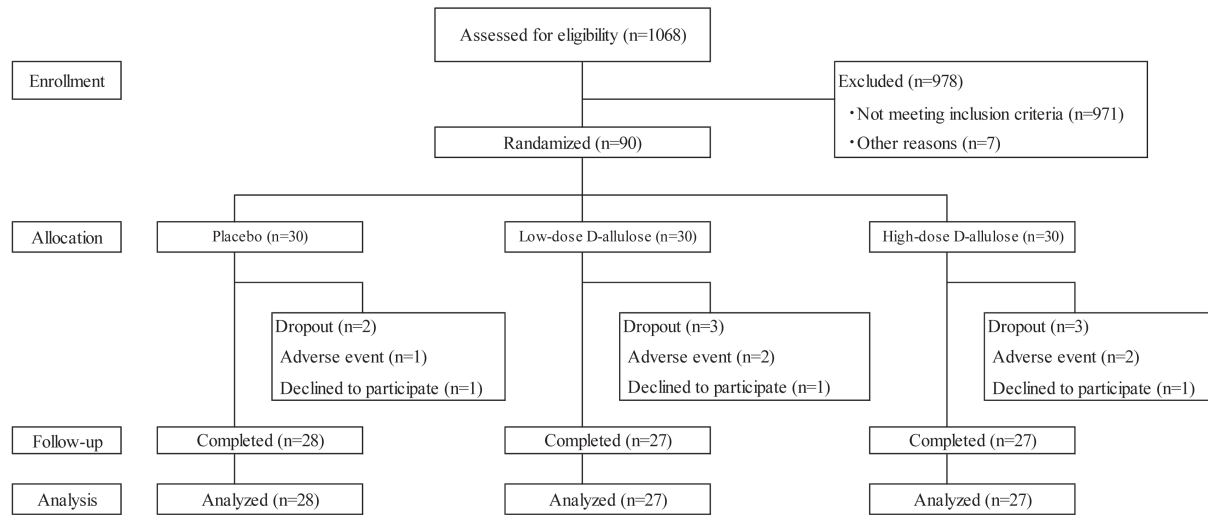 Assessed for eligibility (n=1068)
Enrollment
Excluded (n=978)
・Not meeting inclusion criteria (n=971)
・Other reasons (n=7)
Randamized (n=90)
Allocation
Placebo (n=30)
Low-dose D-allulose (n=30)
High-dose D-allulose (n=30)
Dropout (n=2)
Adverse event (n=1)
Declined to participate (n=1)
Dropout (n=3)
Adverse event (n=2)
Declined to participate (n=1)
Dropout (n=3)
Adverse event (n=2)
Declined to participate (n=1)
Follow-up
Completed (n=28)
Completed (n=27)
Completed (n=27)
Analysis
Analyzed (n=28)
Analyzed (n=27)
Analyzed (n=27)